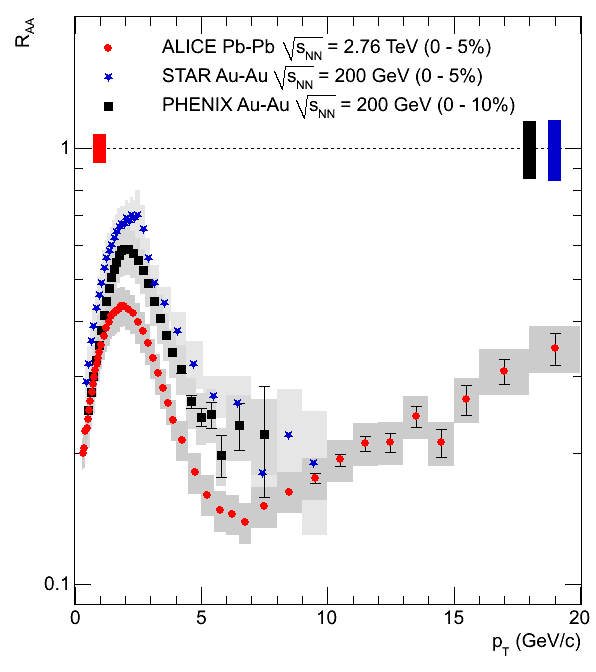 R_AA
ALICE Pb-Pb √s_NN = 2.76 TeV (0 - 5%)
STAR Au-Au √s_NN = 200 GeV (0 - 5%)
PHENIX Au-Au √s_NN = 200 GeV (0 - 10%)
1
0.1
0 5 10 15 20
p_T (GeV/c)